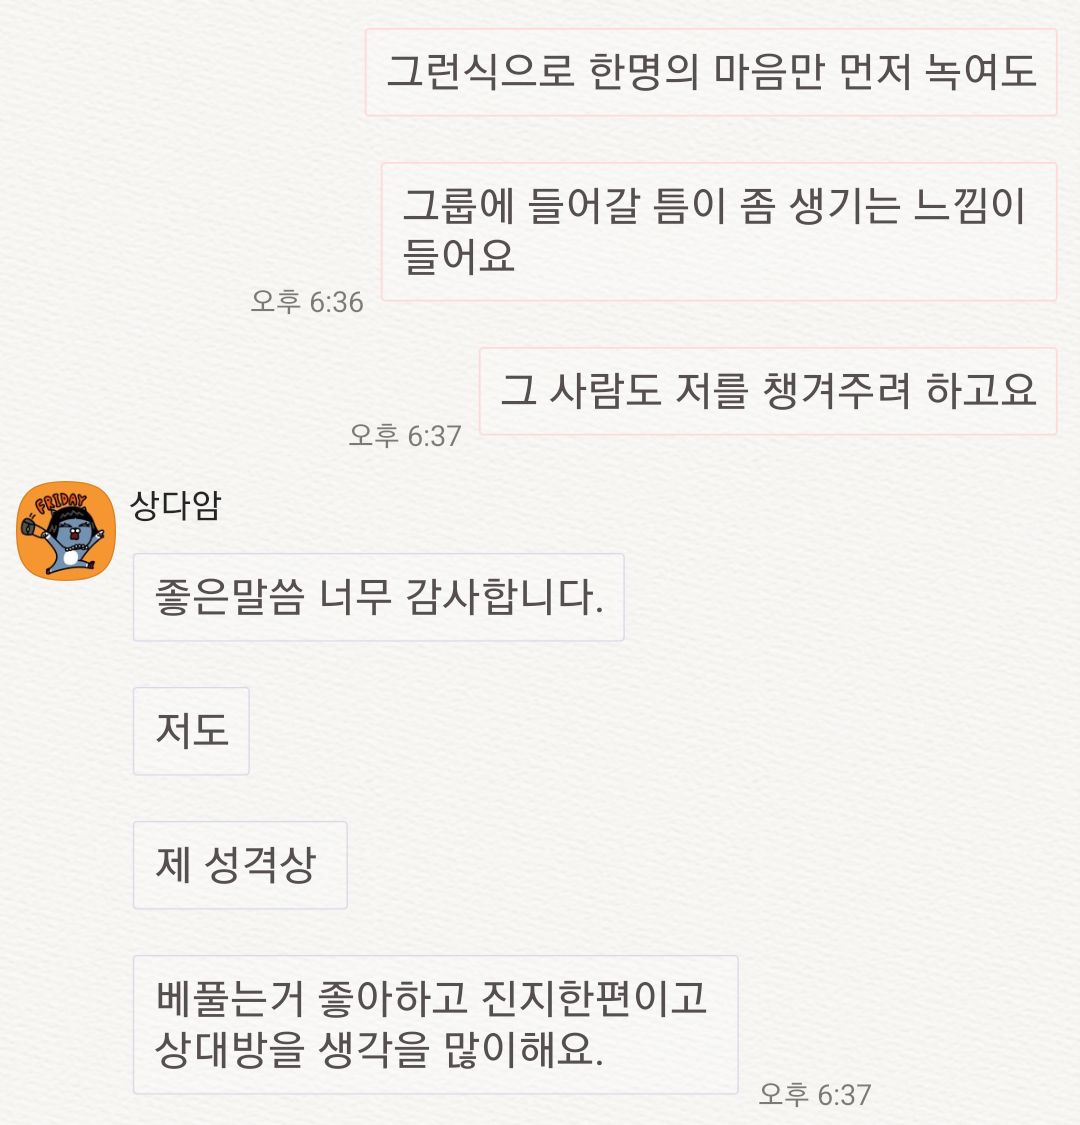 그런식으로 한명의 마음만 먼저 녹여도
그룹에 들어갈 틈이 좀 생기는 느낌이
들어요
오후 6:36
그 사람도 저를 챙겨주려 하고요
오후 6:37
FRIDAY
상다암
좋은말씀 너무 감사합니다.
저도
제 성격상
베풀는거 좋아하고 진지한편이고
상대방을 생각을 많이해요.
오후 6:37